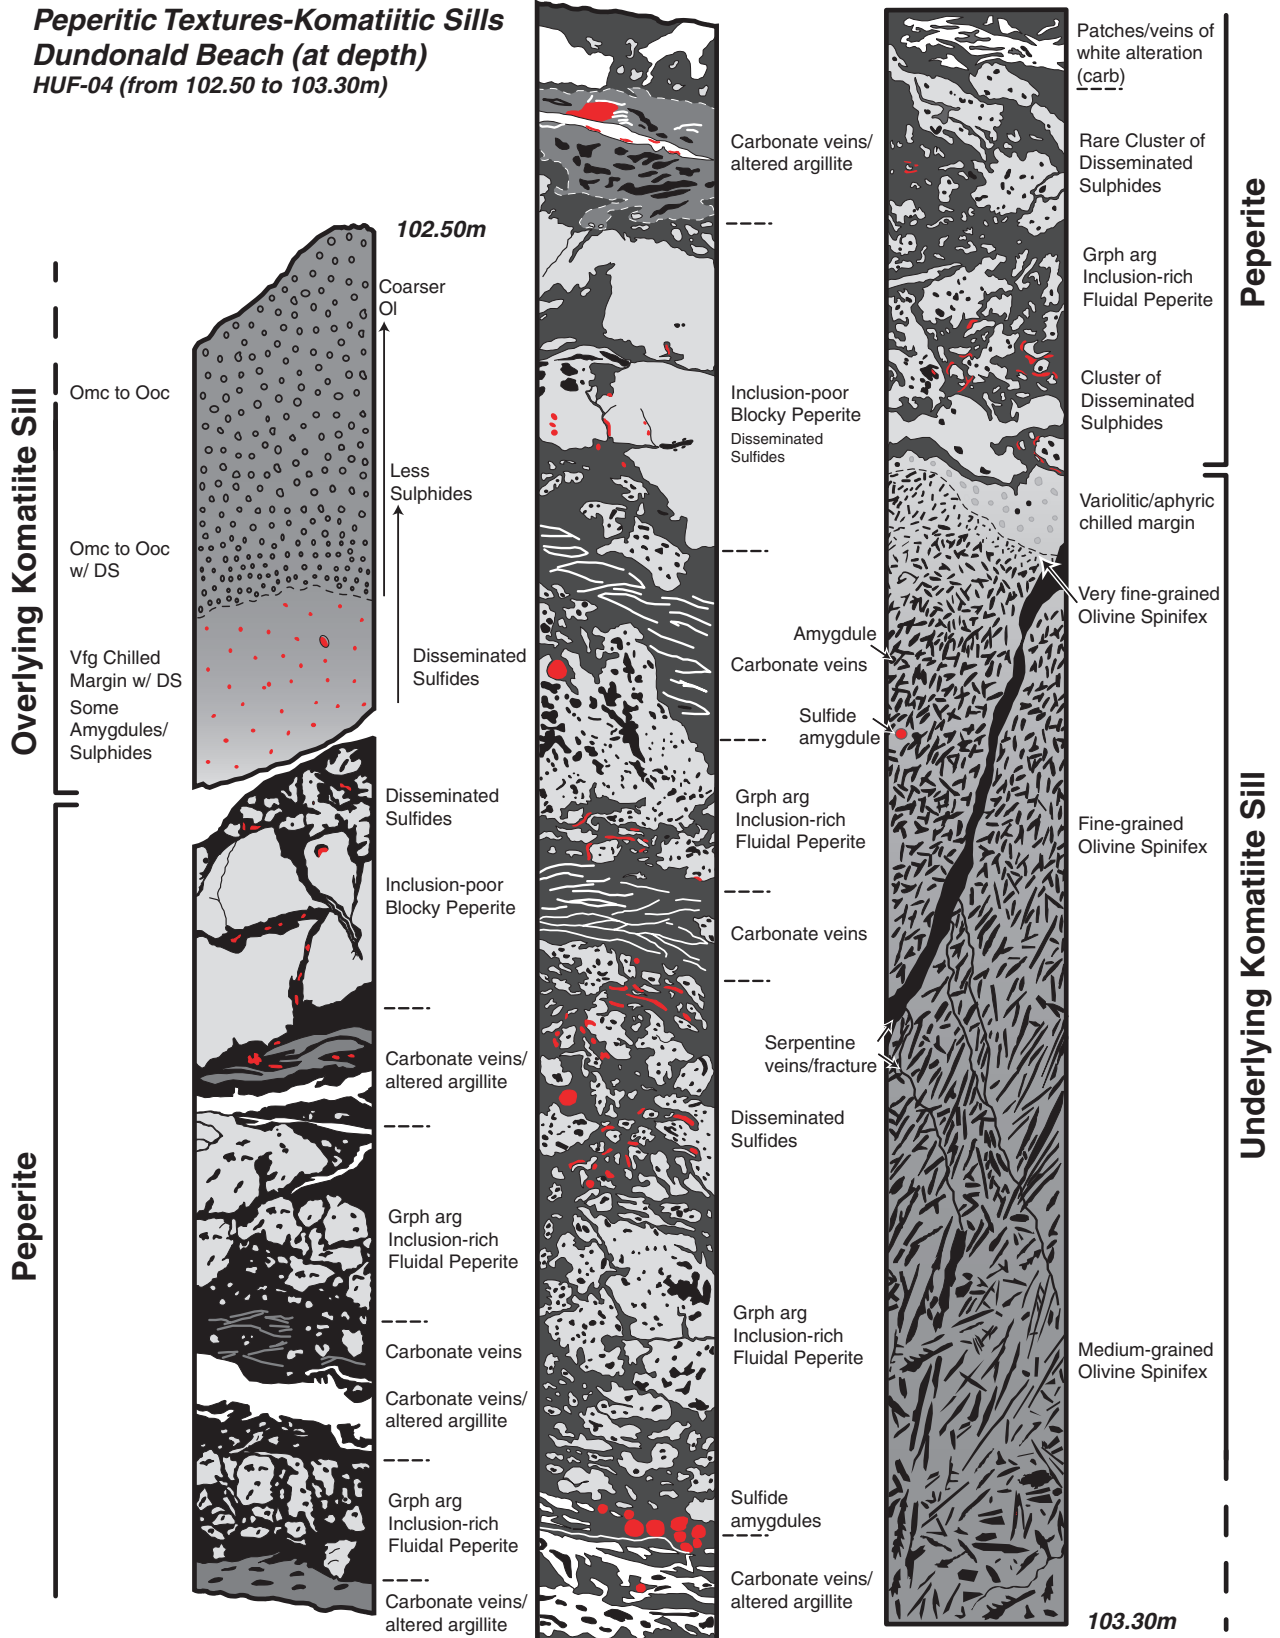 Peperitic Textures-Komatiitic Sills
Dundonald Beach (at depth)
HUF-04 (from 102.50 to 103.30m)
102.50m
Overlying Komatiite Sill
Peperite
Omc to Ooc
Omc to Ooc
w/ DS
Vfg Chilled
Margin w/ DS
Some
Amygdules/
Sulphides
Coarser
Ol
Less
Sulphides
Disseminated
Sulfides
Disseminated
Sulfides
Inclusion-poor
Blocky Peperite
Carbonate veins/
altered argillite
Grph arg
Inclusion-rich
Fluidal Peperite
Carbonate veins
Carbonate veins/
altered argillite
Grph arg
Inclusion-rich
Fluidal Peperite
Carbonate veins/
altered argillite
Carbonate veins/
altered argillite
Inclusion-poor
Blocky Peperite
Disseminated
Sulfides
Amygdule
Carbonate veins
Sulfide
amygdule
Grph arg
Inclusion-rich
Fluidal Peperite
Carbonate veins
Serpentine
veins/fracture
Disseminated
Sulfides
Grph arg
Inclusion-rich
Fluidal Peperite
Sulfide
amygdules
Carbonate veins/
altered argillite
Patches/veins of
white alteration
(carb)
Rare Cluster of
Disseminated
Sulphides
Grph arg
Inclusion-rich
Fluidal Peperite
Cluster of
Disseminated
Sulphides
Variolitic/aphyric
chilled margin
Very fine-grained
Olivine Spinifex
Fine-grained
Olivine Spinifex
Medium-grained
Olivine Spinifex
103.30m
Peperite
Underlying Komatiite Sill